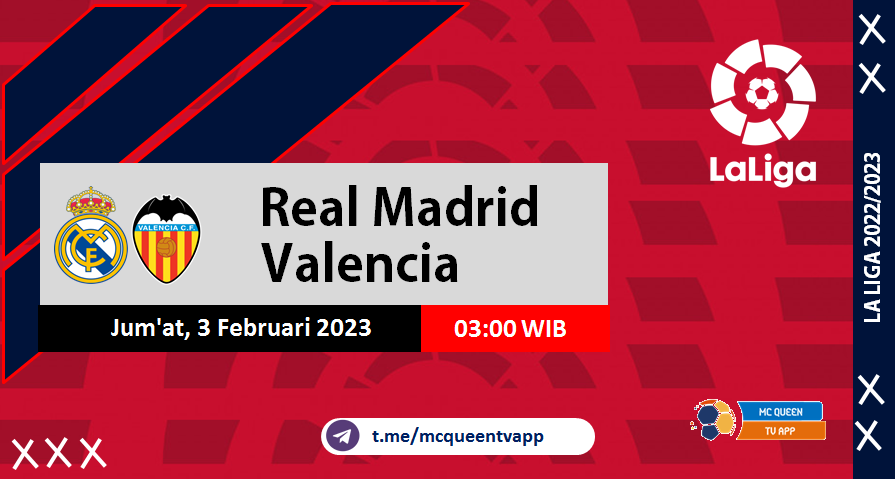 LaLiga
LA LIGA 2022/2023
VALENCIA C.F.
Real Madrid
Valencia
Jum'at, 3 Februari 2023
03:00 WIB
t.me/mcqueentvapp
MC QUEEN
TV APP